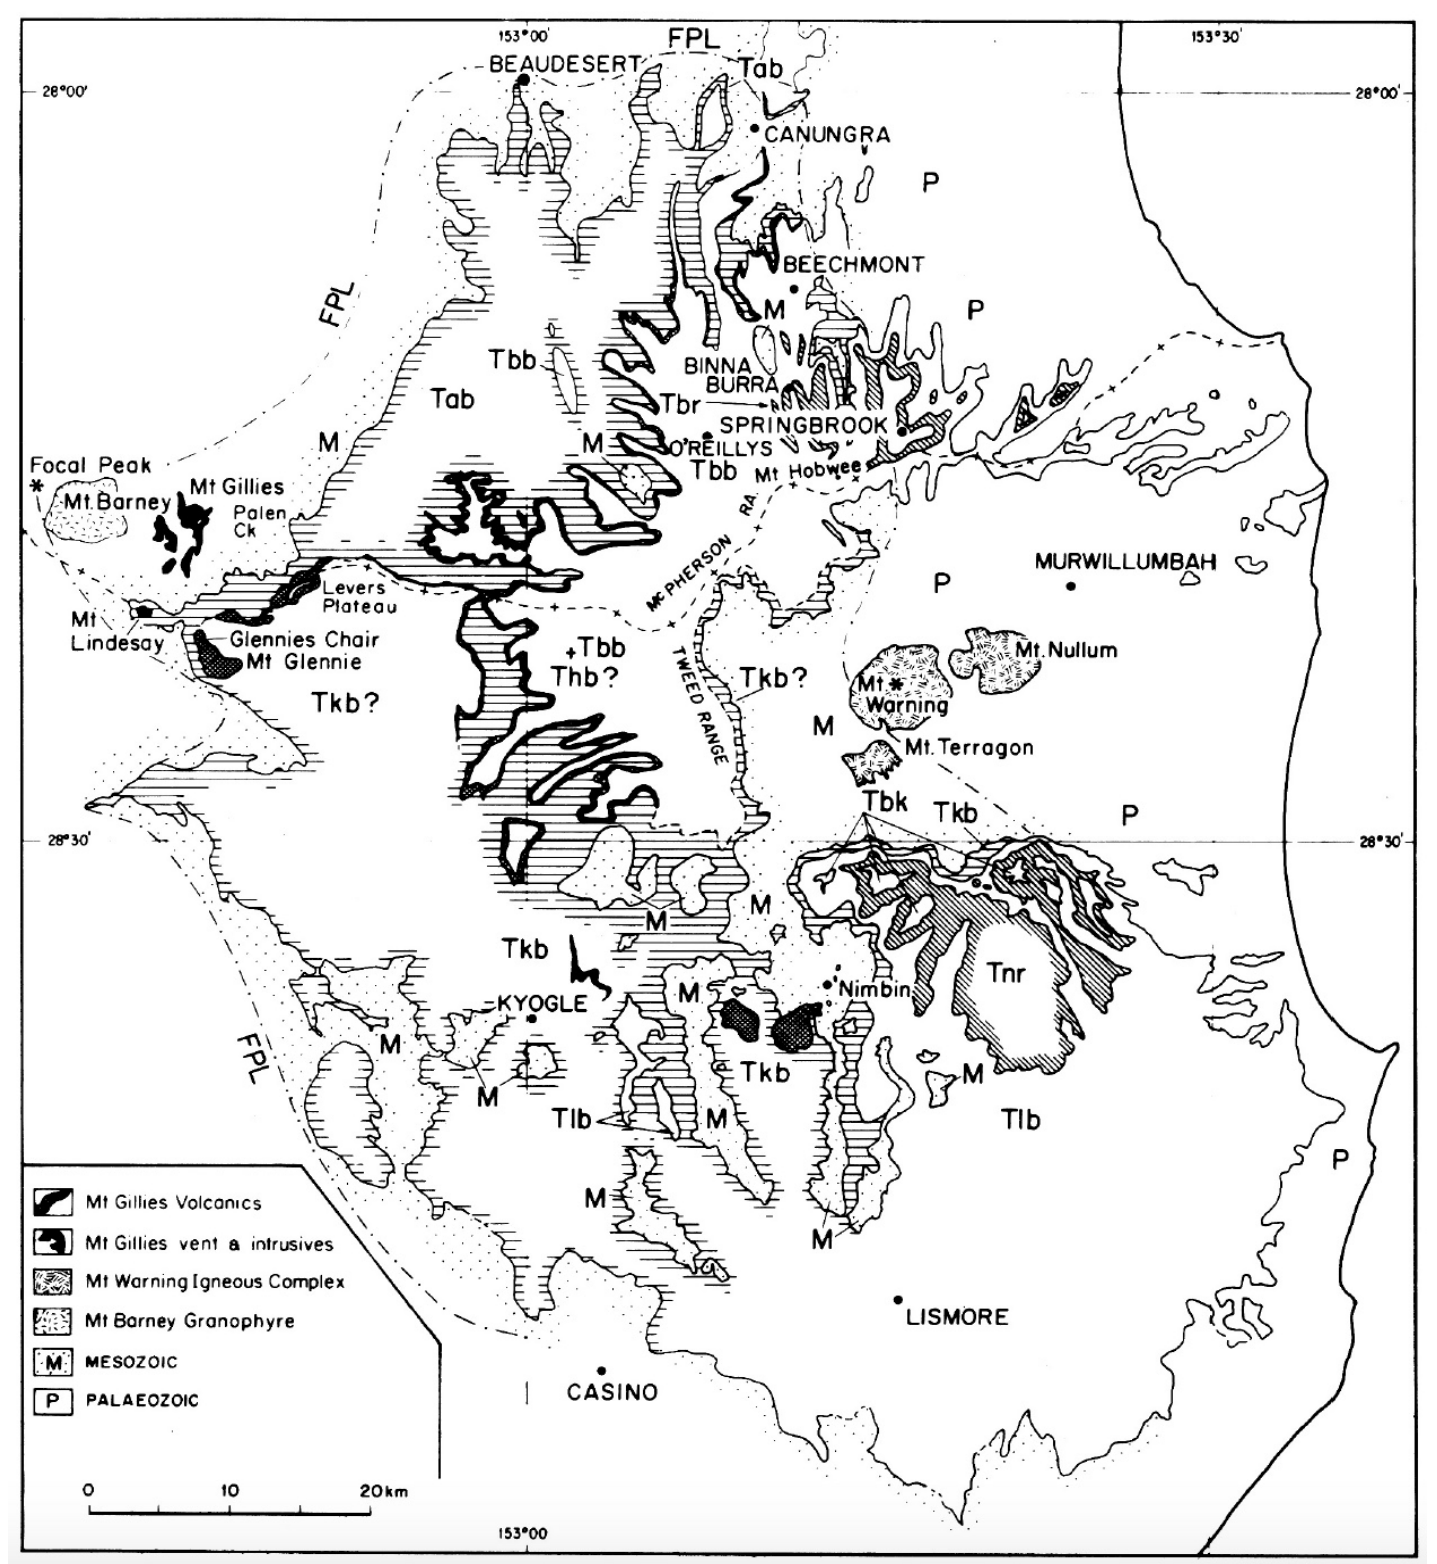 153°00'
FPL
153°30'
BEAUDESERT
Tab
28°00'
28°00'
CANUNGRA
P
BEECHMONT
FPL
M
P
Tbb
BINNA
BURRA
Tab
Tbr
SPRINGBROOK
M
M
O'REILLYS
Focal Peak
Tbb
Mt Hobwee
Mt. Barney
Mt Gillies
Palen
Ck
RA.
McPHERSON
MURWILLUMBAH
P
Levers
Plateau
Mt
Lindesay
Glennies Chair
Mt Glennie
Tbb
Thb?
Tkb?
Mt. Nullum
Tkb?
TWEED RANGE
Mt
Warning
M
Mt. Terragon
Tbk
Tkb
P
28°30'
28°30'
M
M
Tkb
Tnr
M
Nimbin
KYOGLE
FPL
M
Tkb
M
M
Tlb
M
Tlb
P
M
M
Mt Gillies Volcanics
Mt Gillies vent & intrusives
Mt Warning Igneous Complex
Mt Barney Granophyre
M MESOZOIC
P PALAEOZOIC
LISMORE
CASINO
0 10 20 km
153°00